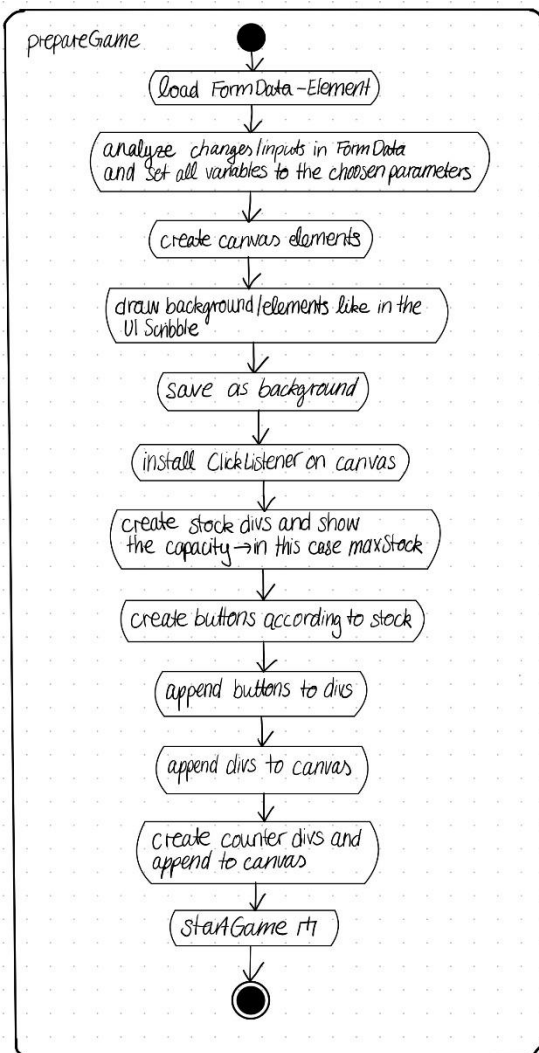 prepareGame
load FormData-Element
analyze changes/inputs in FormData
and set all variables to the choosen parameters
create canvas elements
draw background/elements like in the
UI Scribble
save as background
install ClickListener on canvas
create stock divs and show
the capacity → in this case maxStock
create buttons according to stock
append buttons to divs
append divs to canvas
create counter divs and
append to canvas
startGame